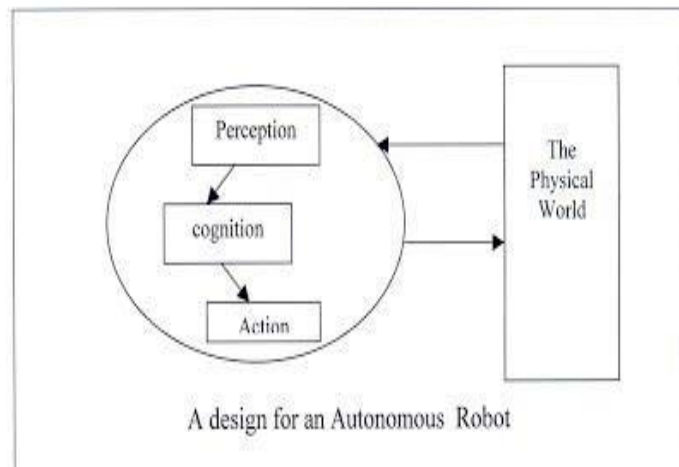 Perception
cognition
Action
The
Physical
World
A design for an Autonomous Robot